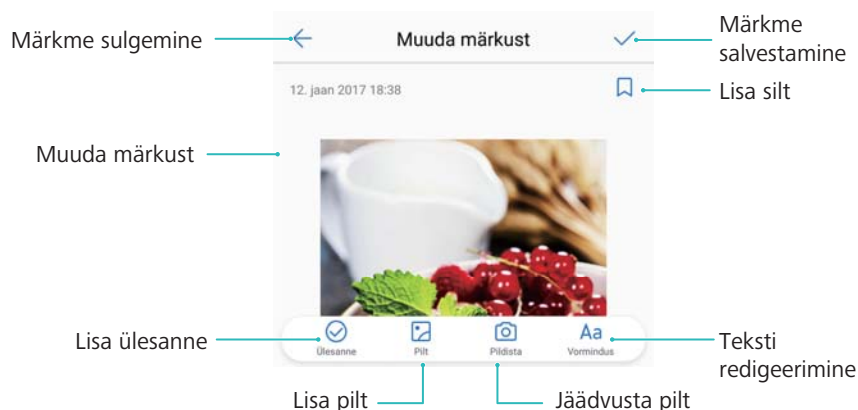 Märkme sulgemine
Muuda märkust
Märkme
salvestamine
12. jaan 2017 18:38
Lisa silt
Muuda märkust
Lisa ülesanne
Ülesanne
Pilt
Pildista
Aa
Vormindus
Teksti
redigeerimine
Lisa pilt
Jäädvusta pilt